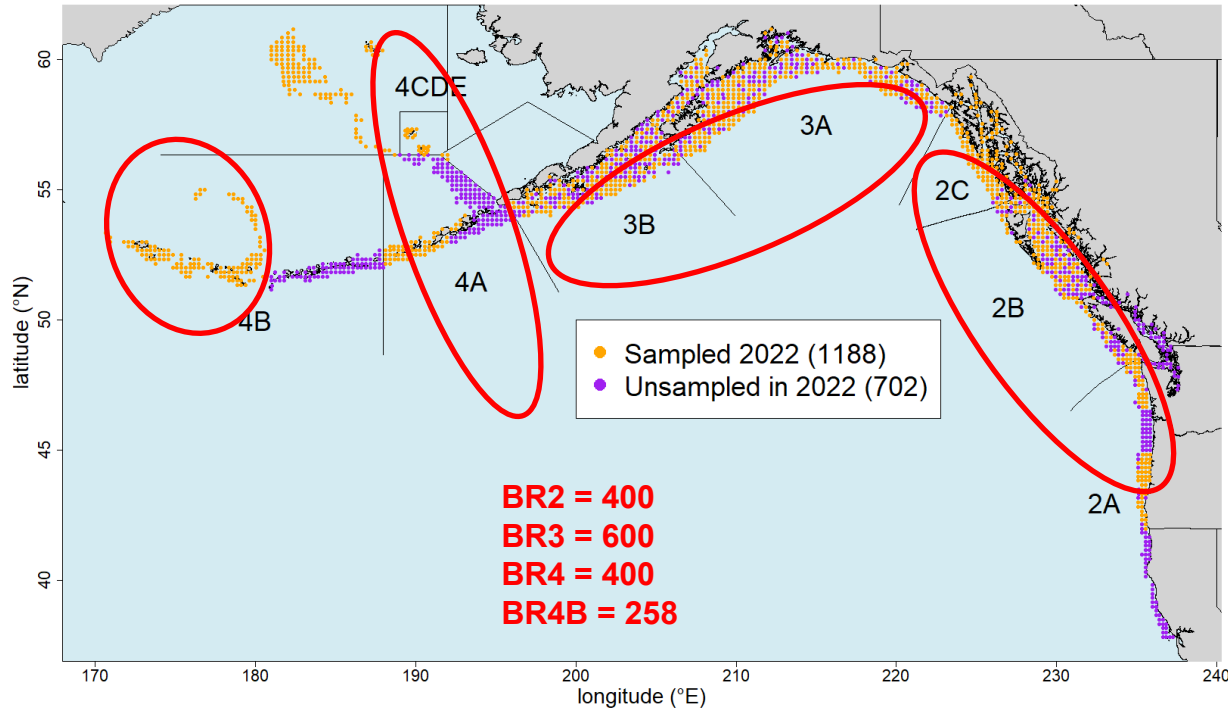 60
55
50
45
40
latitude (°N)
4CDE
3A
3B
2C
4A
4B
2B
2A
Sampled 2022 (1188)
Unsampled in 2022 (702)
BR2 = 400
BR3 = 600
BR4 = 400
BR4B = 258
170 180 190 200 210 220 230 240
longitude (°E)